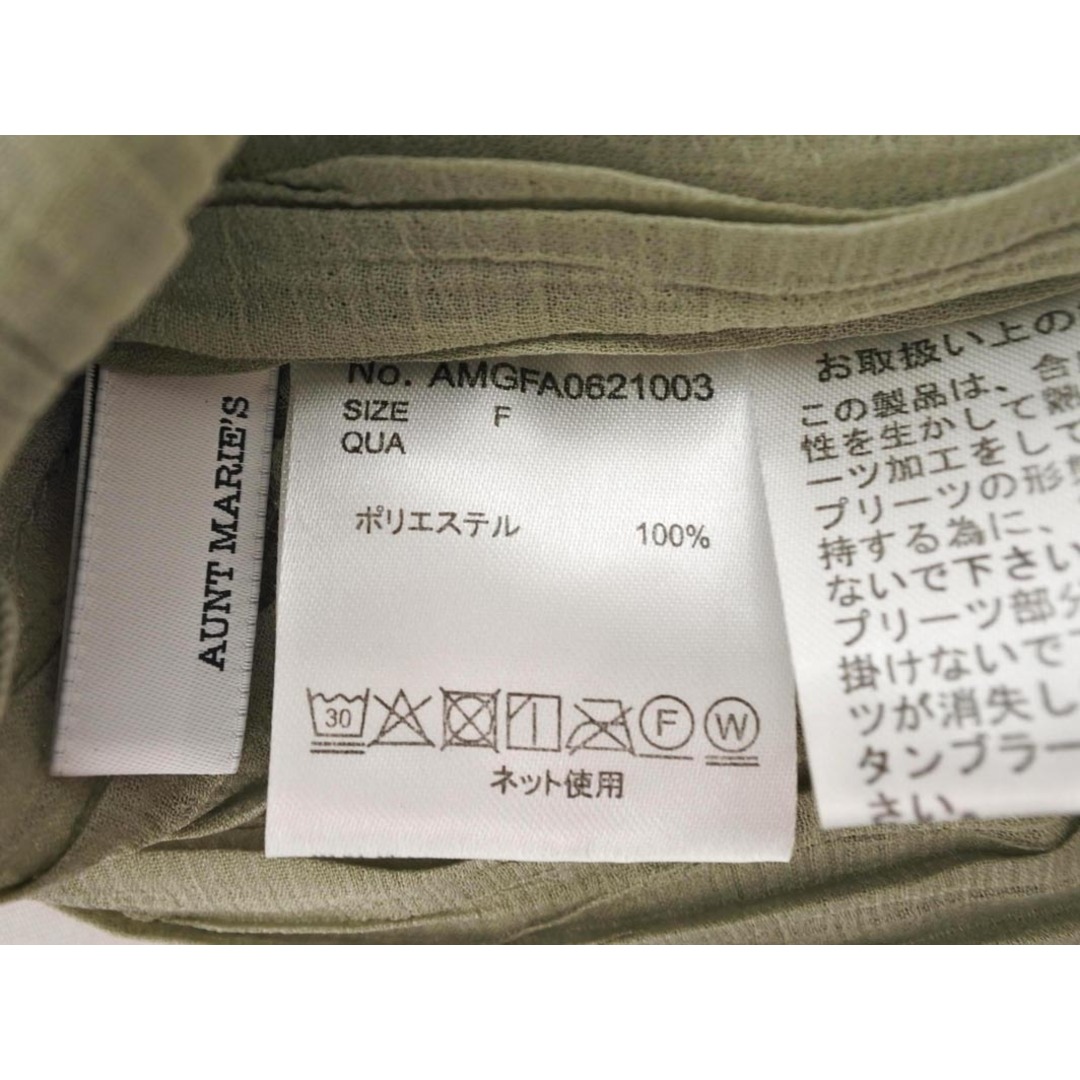 AUNT MARIE'S
No. AMGFA0621003
SIZE F
QUA
ポリエステル 100%
30
F
W
ネット使用
お取扱い上の
この製品は、合
性を生かして熱
ーツ加工をして
プリーツの形態
持する為に、
ないで下さい
プリーツ部分
掛けないで下
ツが消失し
タンブラー
さい。